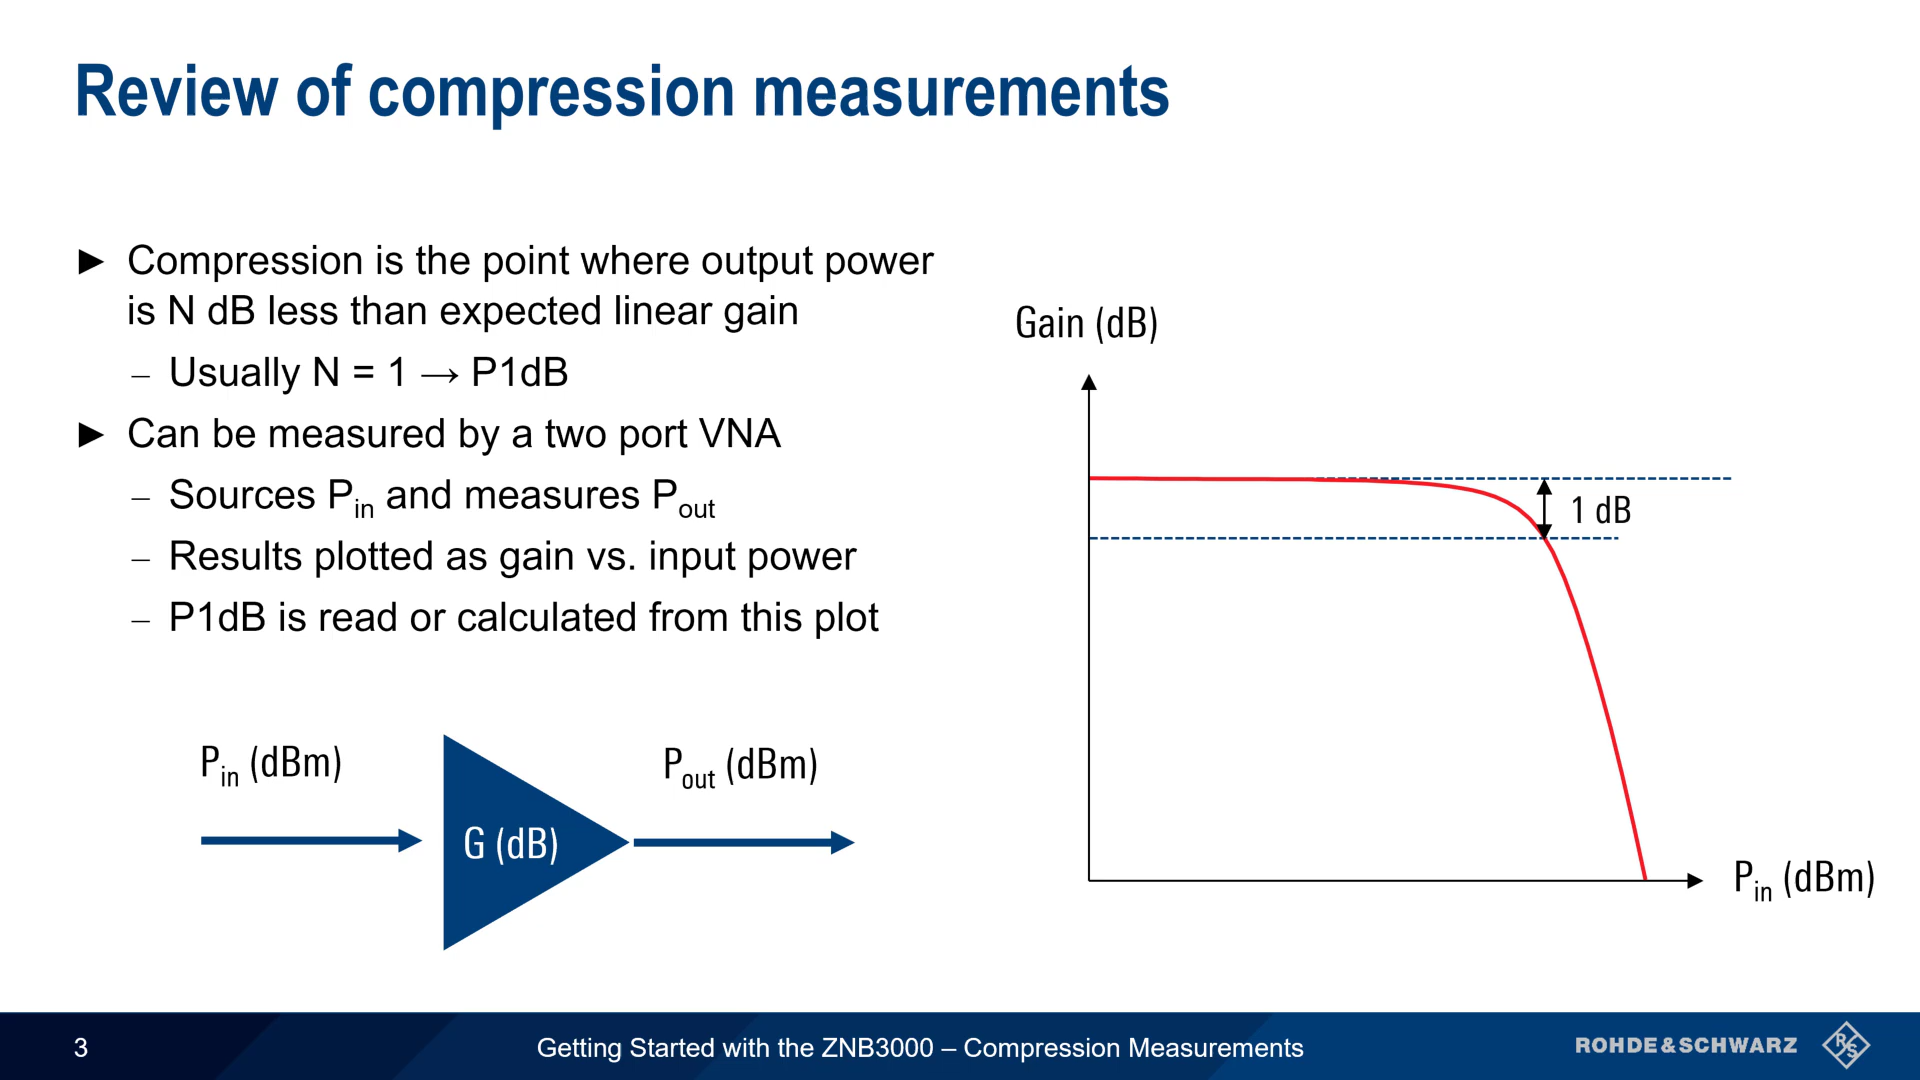 Review of compression measurements
► Compression is the point where output power
is N dB less than expected linear gain
– Usually N = 1 → P1dB
► Can be measured by a two port VNA
– Sources Pin and measures Pout
– Results plotted as gain vs. input power
– P1dB is read or calculated from this plot
Pin (dBm)
G (dB)
Pout (dBm)
Gain (dB)
1 dB
Pin (dBm)
3
Getting Started with the ZNB3000 – Compression Measurements
ROHDE&SCHWARZ
R&S